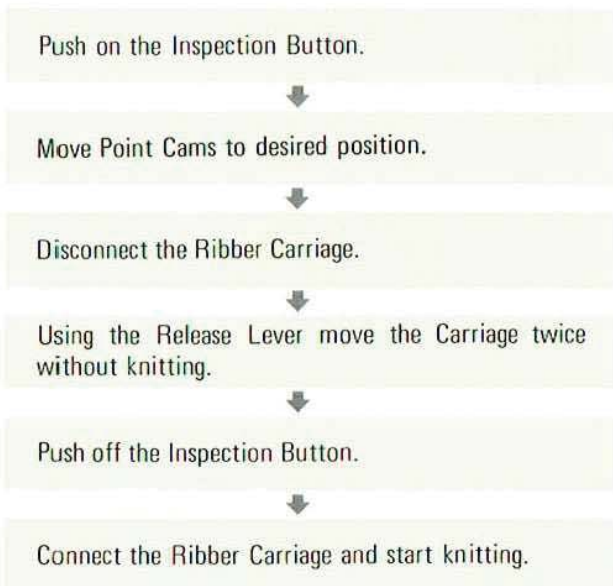 Push on the Inspection Button.
Move Point Cams to desired position.
Disconnect the Ribber Carriage.
Using the Release Lever move the Carriage twice
without knitting.
Push off the Inspection Button.
Connect the Ribber Carriage and start knitting.